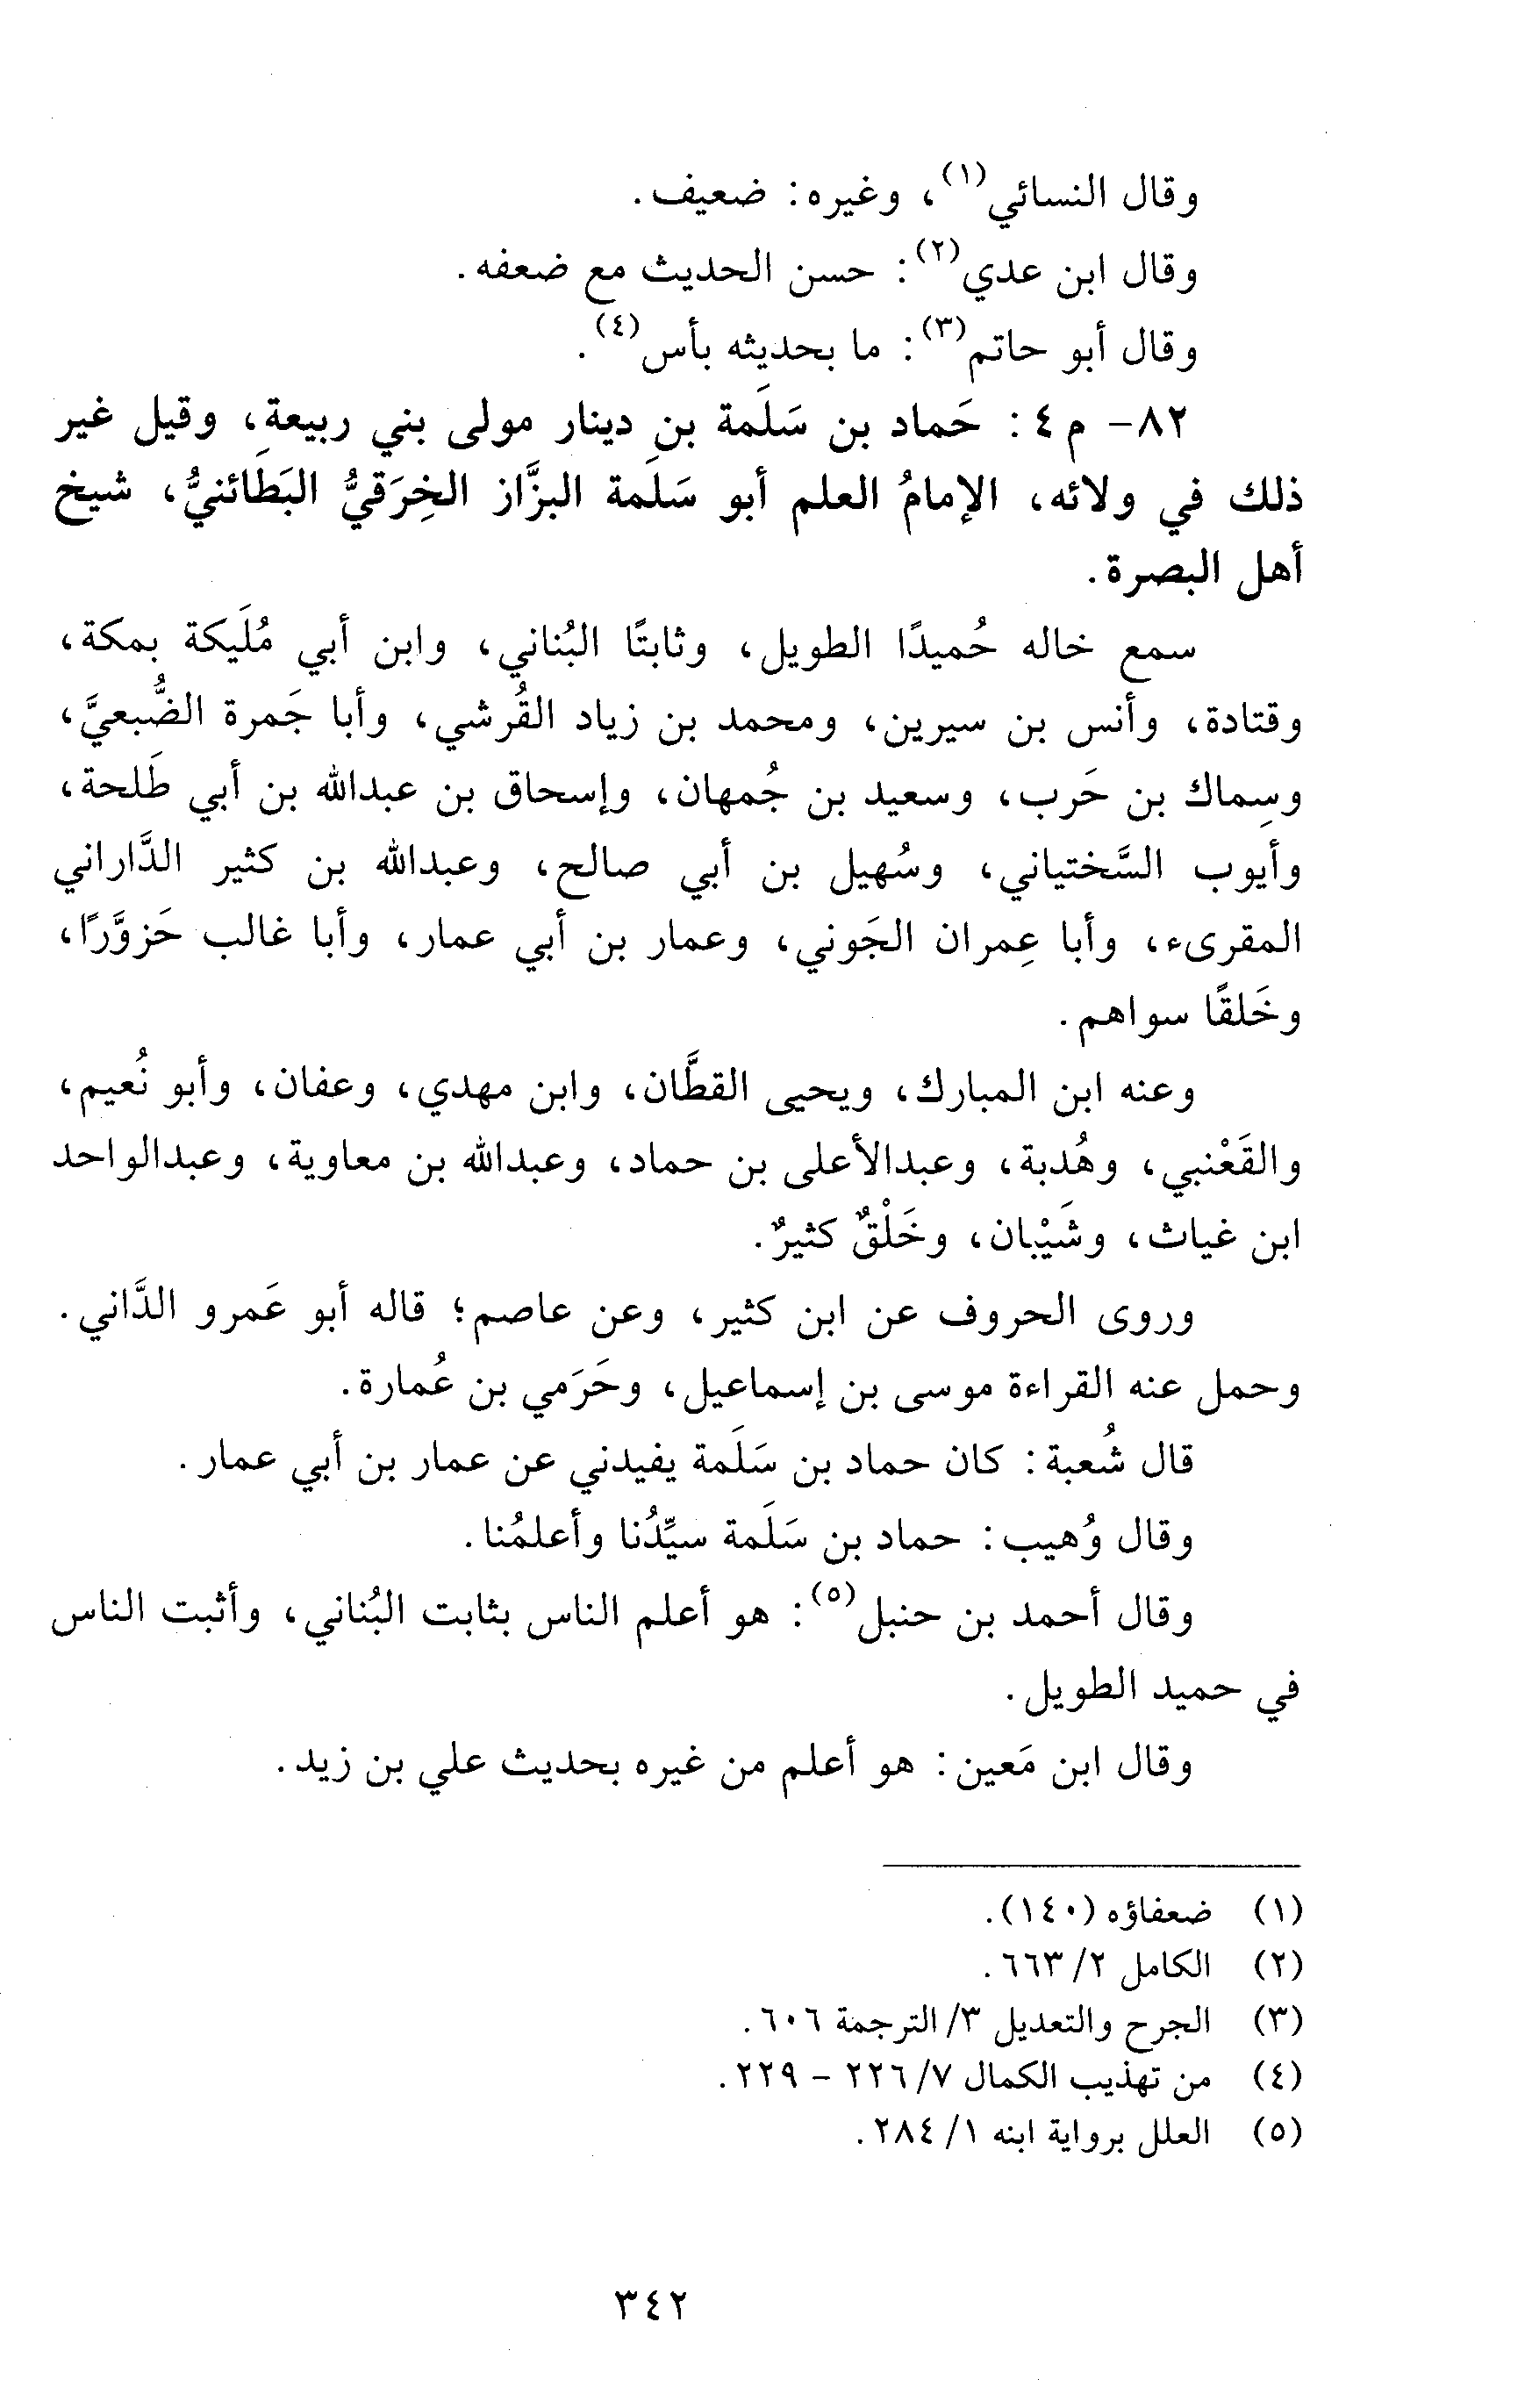 وقال النسائي(١)، وغيره: ضعيف.
وقال ابن عدي(٢): حسن الحديث مع ضعفه.
وقال أبو حاتم(٣): ما بحديثه بأس(٤).
٨٢- م ٤: حَماد بن سَلَمة بن دينار مولى بني ربيعة، وقيل غير
ذلك في ولائه، الإمامُ العلم أبو سَلَمة البزَّاز الخِرَقيُّ البَطَائنيُّ، شيخ
أهل البصرة.
سمع خاله حُميدًا الطويل، وثابتًا البُناني، وابن أبي مُلَيكة بمكة،
وقتادة، وأنس بن سيرين، ومحمد بن زياد القُرشي، وأبا جَمرة الضُّبعيَّ،
وسِماك بن حَرب، وسعيد بن جُمهان، وإسحاق بن عبدالله بن أبي طَلحة،
وأيوب السَّختياني، وسُهيل بن أبي صالح، وعبدالله بن كثير الدَّاراني
المقرىء، وأبا عِمران الجَوني، وعمار بن أبي عمار، وأبا غالب حَزوَّرًا،
وخَلقًا سواهم.
وعنه ابن المبارك، ويحيى القطَّان، وابن مهدي، وعفان، وأبو نُعيم،
والقَعْنبي، وهُدبة، وعبدالأعلى بن حماد، وعبدالله بن معاوية، وعبدالواحد
ابن غياث، وشَيْبان، وخَلْقٌ كثيرٌ.
وروى الحروف عن ابن كثير، وعن عاصم؛ قاله أبو عَمرو الدَّاني.
وحمل عنه القراءة موسى بن إسماعيل، وحَرَمي بن عُمارة.
قال شُعبة: كان حماد بن سَلَمة يفيدني عن عمار بن أبي عمار.
وقال وُهيب: حماد بن سَلَمة سيِّدُنا وأعلمُنا.
وقال أحمد بن حنبل(٥): هو أعلم الناس بثابت البُناني، وأثبت الناس
في حميد الطويل.
وقال ابن مَعين: هو أعلم من غيره بحديث علي بن زيد.
(١) ضعفاؤه (١٤٠).
(٢) الكامل ٢/ ٦٦٣.
(٣) الجرح والتعديل ٣/ الترجمة ٦٠٦.
(٤) من تهذيب الكمال ٧/ ٢٢٦ - ٢٢٩.
(٥) العلل برواية ابنه ١/ ٢٨٤.
٣٤٢